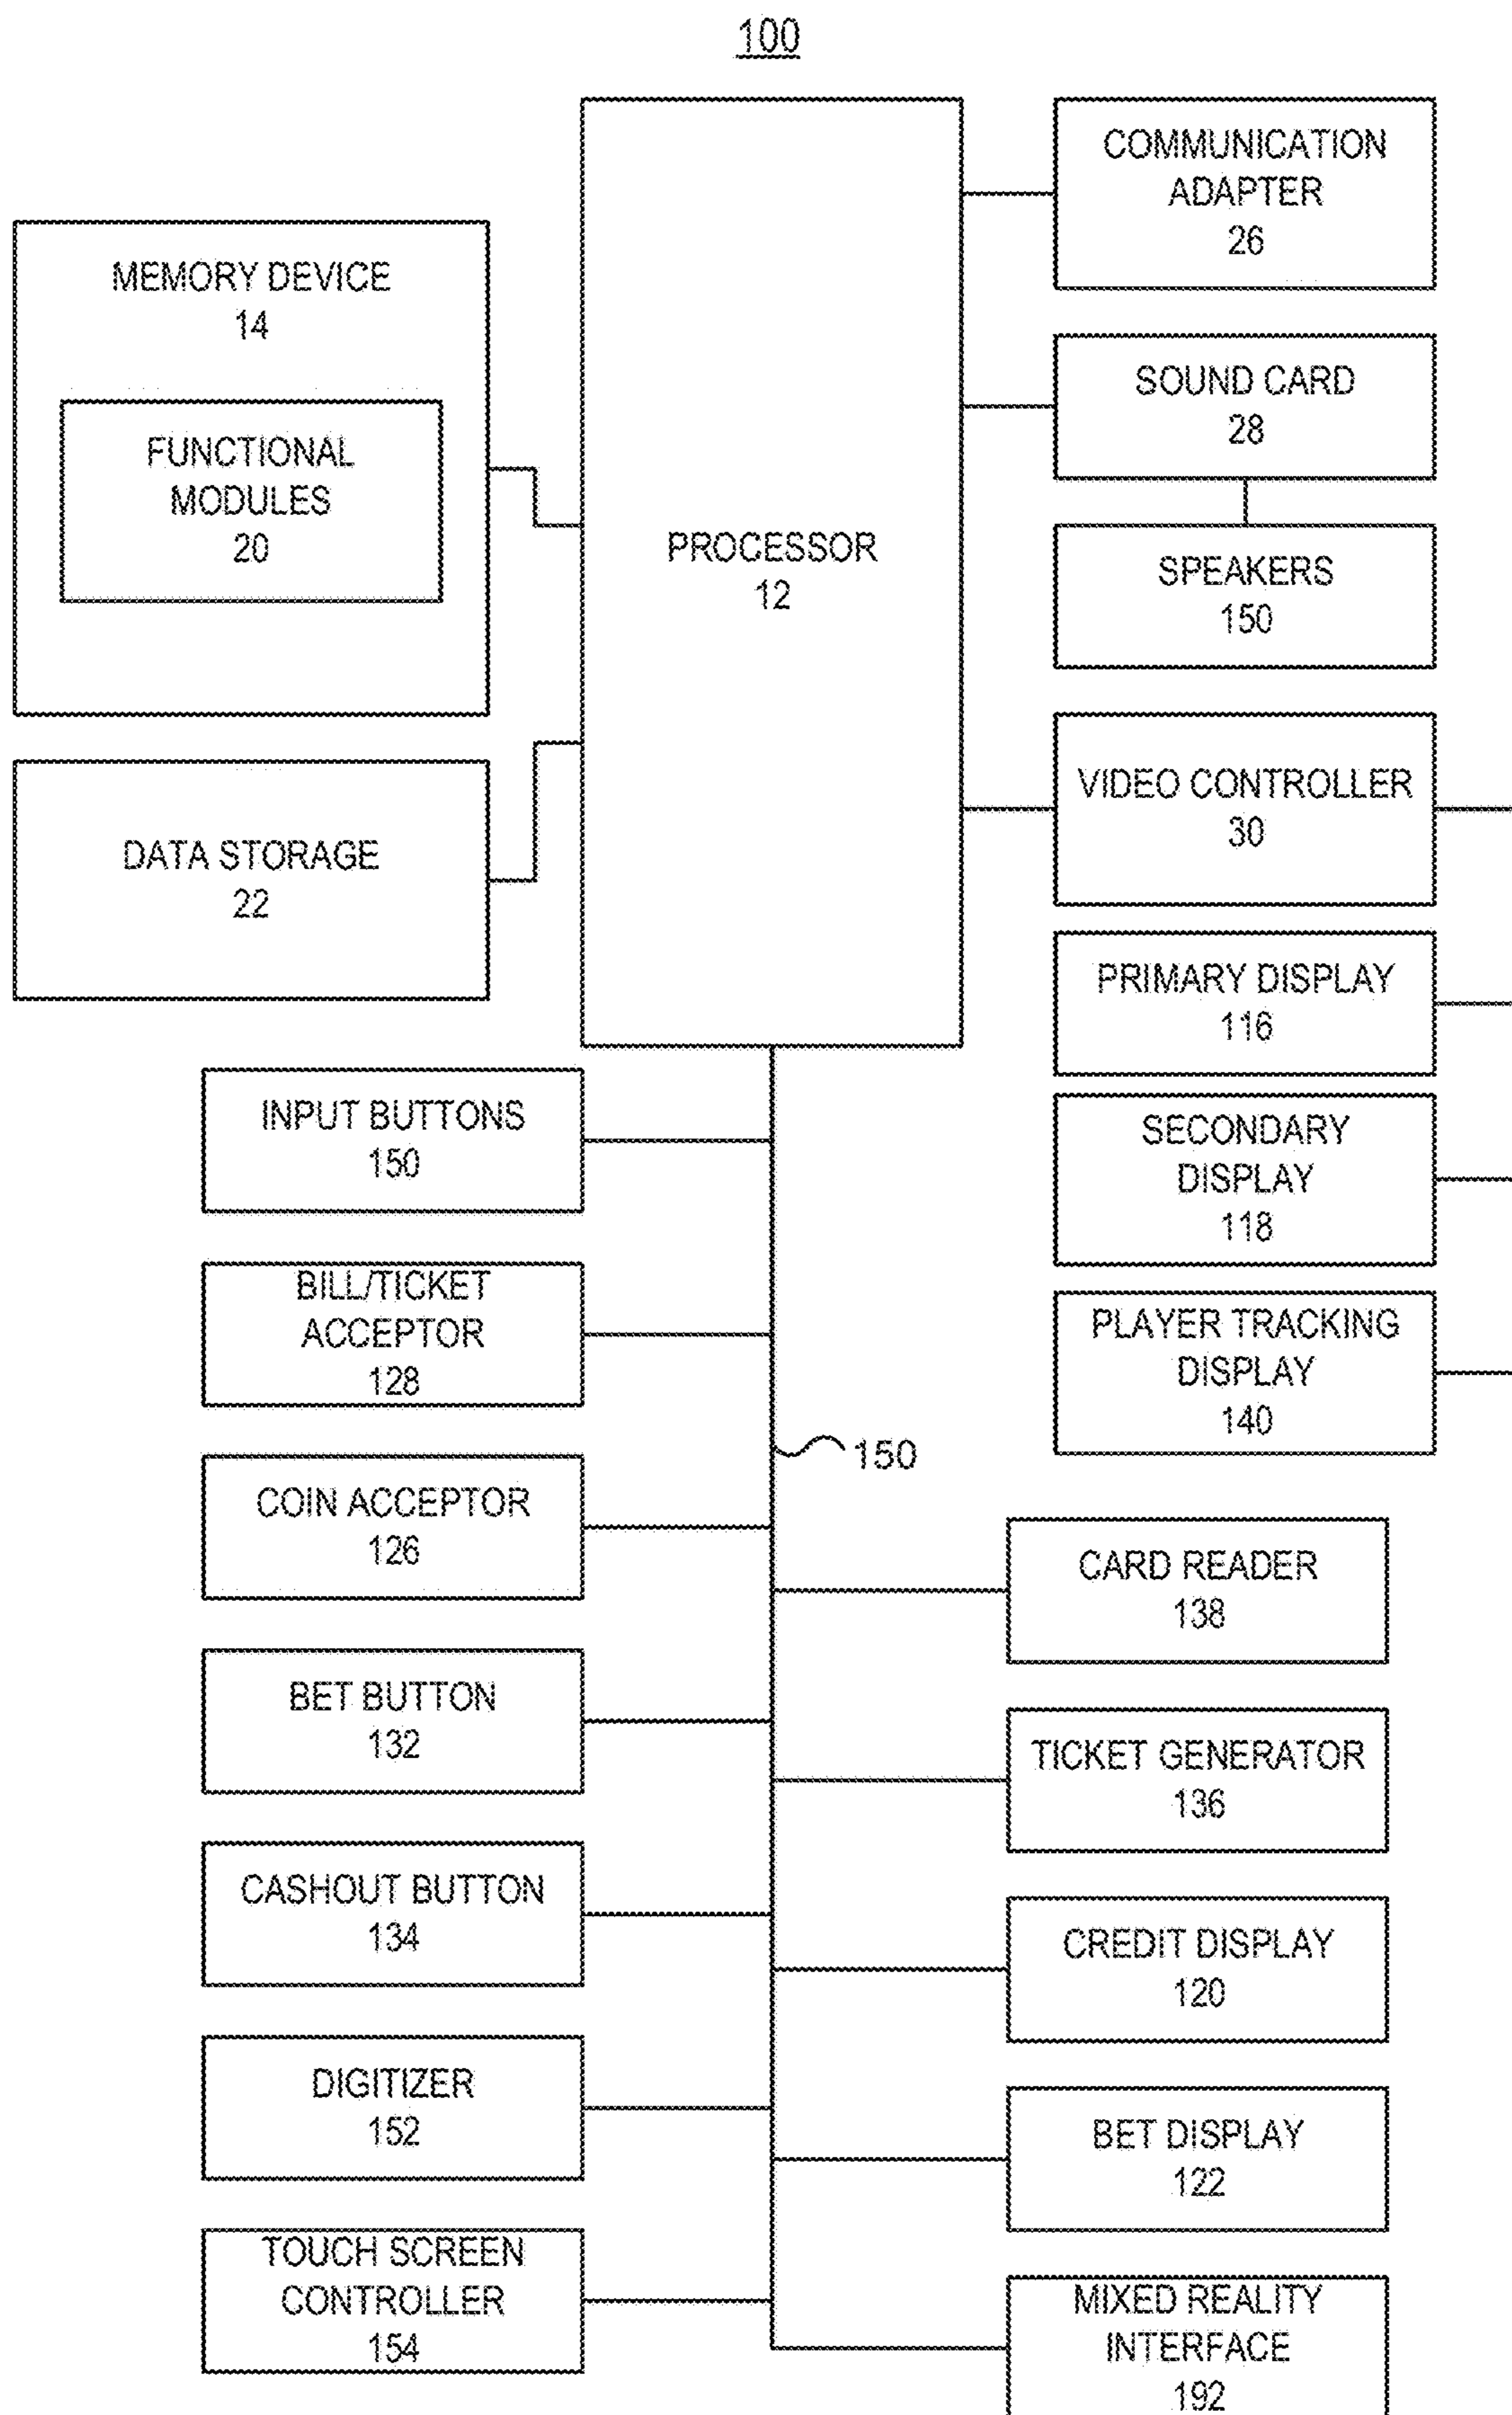 100
COMMUNICATION
ADAPTER
26
MEMORY DEVICE
14
FUNCTIONAL
MODULES
20
PROCESSOR
12
SOUND CARD
28
SPEAKERS
150
VIDEO CONTROLLER
30
DATA STORAGE
22
PRIMARY DISPLAY
116
SECONDARY
DISPLAY
118
PLAYER TRACKING
DISPLAY
140
INPUT BUTTONS
150
BILL/TICKET
ACCEPTOR
128
150
COIN ACCEPTOR
126
BET BUTTON
132
CASHOUT BUTTON
134
DIGITIZER
152
TOUCH SCREEN
CONTROLLER
154
CARD READER
138
TICKET GENERATOR
136
CREDIT DISPLAY
120
BET DISPLAY
122
MIXED REALITY
INTERFACE
192